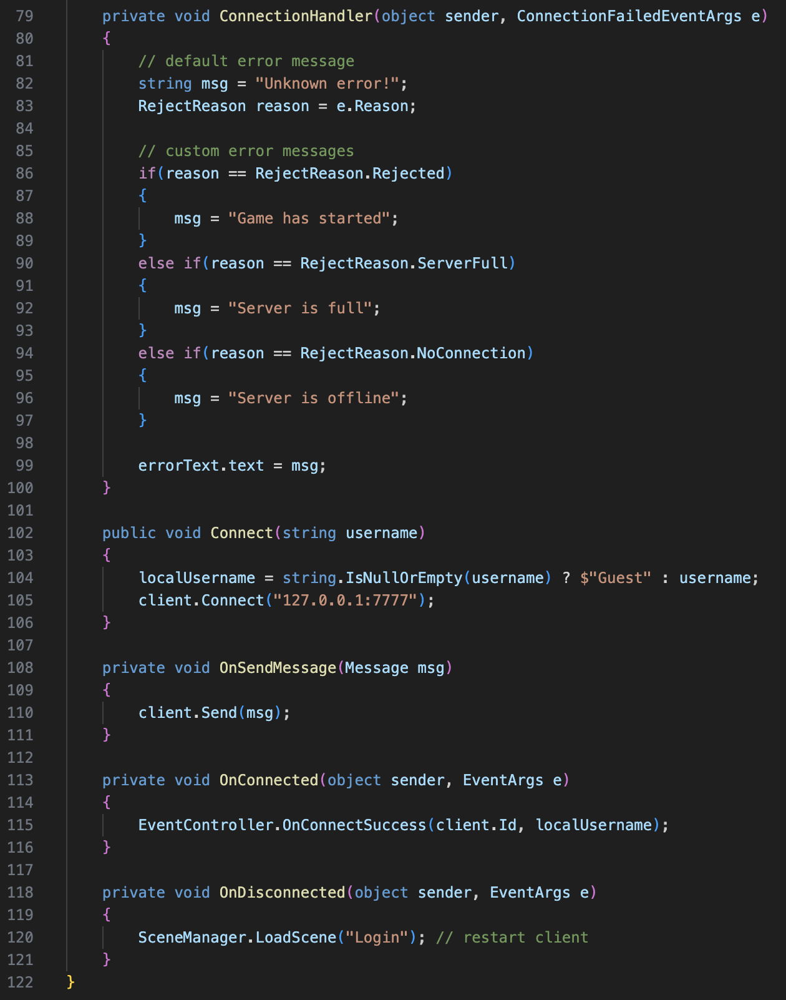 79 private void ConnectionHandler(object sender, ConnectionFailedEventArgs e)
80 {
81 // default error message
82 string msg = "Unknown error!";
83 RejectReason reason = e.Reason;
84
85 // custom error messages
86 if(reason == RejectReason.Rejected)
87 {
88 msg = "Game has started";
89 }
90 else if(reason == RejectReason.ServerFull)
91 {
92 msg = "Server is full";
93 }
94 else if(reason == RejectReason.NoConnection)
95 {
96 msg = "Server is offline";
97 }
98
99 errorText.text = msg;
100 }
101
102 public void Connect(string username)
103 {
104 localUsername = string.IsNullOrEmpty(username) ? $"Guest" : username;
105 client.Connect("127.0.0.1:7777");
106 }
107
108 private void OnSendMessage(Message msg)
109 {
110 client.Send(msg);
111 }
112
113 private void OnConnected(object sender, EventArgs e)
114 {
115 EventController.OnConnectSuccess(client.Id, localUsername);
116 }
117
118 private void OnDisconnected(object sender, EventArgs e)
119 {
120 SceneManager.LoadScene("Login"); // restart client
121 }
122 }